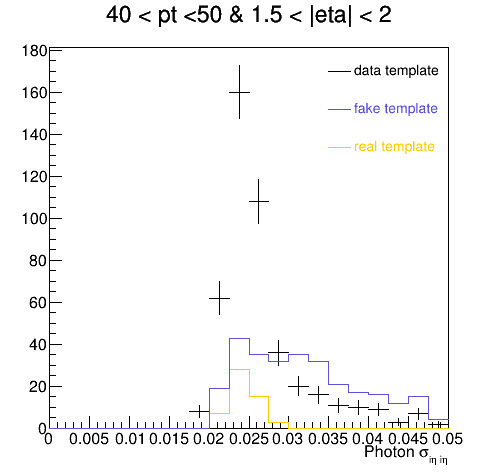 40 < pt <50 & 1.5 < |eta| < 2
180
160
140
120
100
80
60
40
20
0
data template
fake template
real template
0 0.005 0.01 0.015 0.02 0.025 0.03 0.035 0.04 0.045 0.05
Photon σiη iη